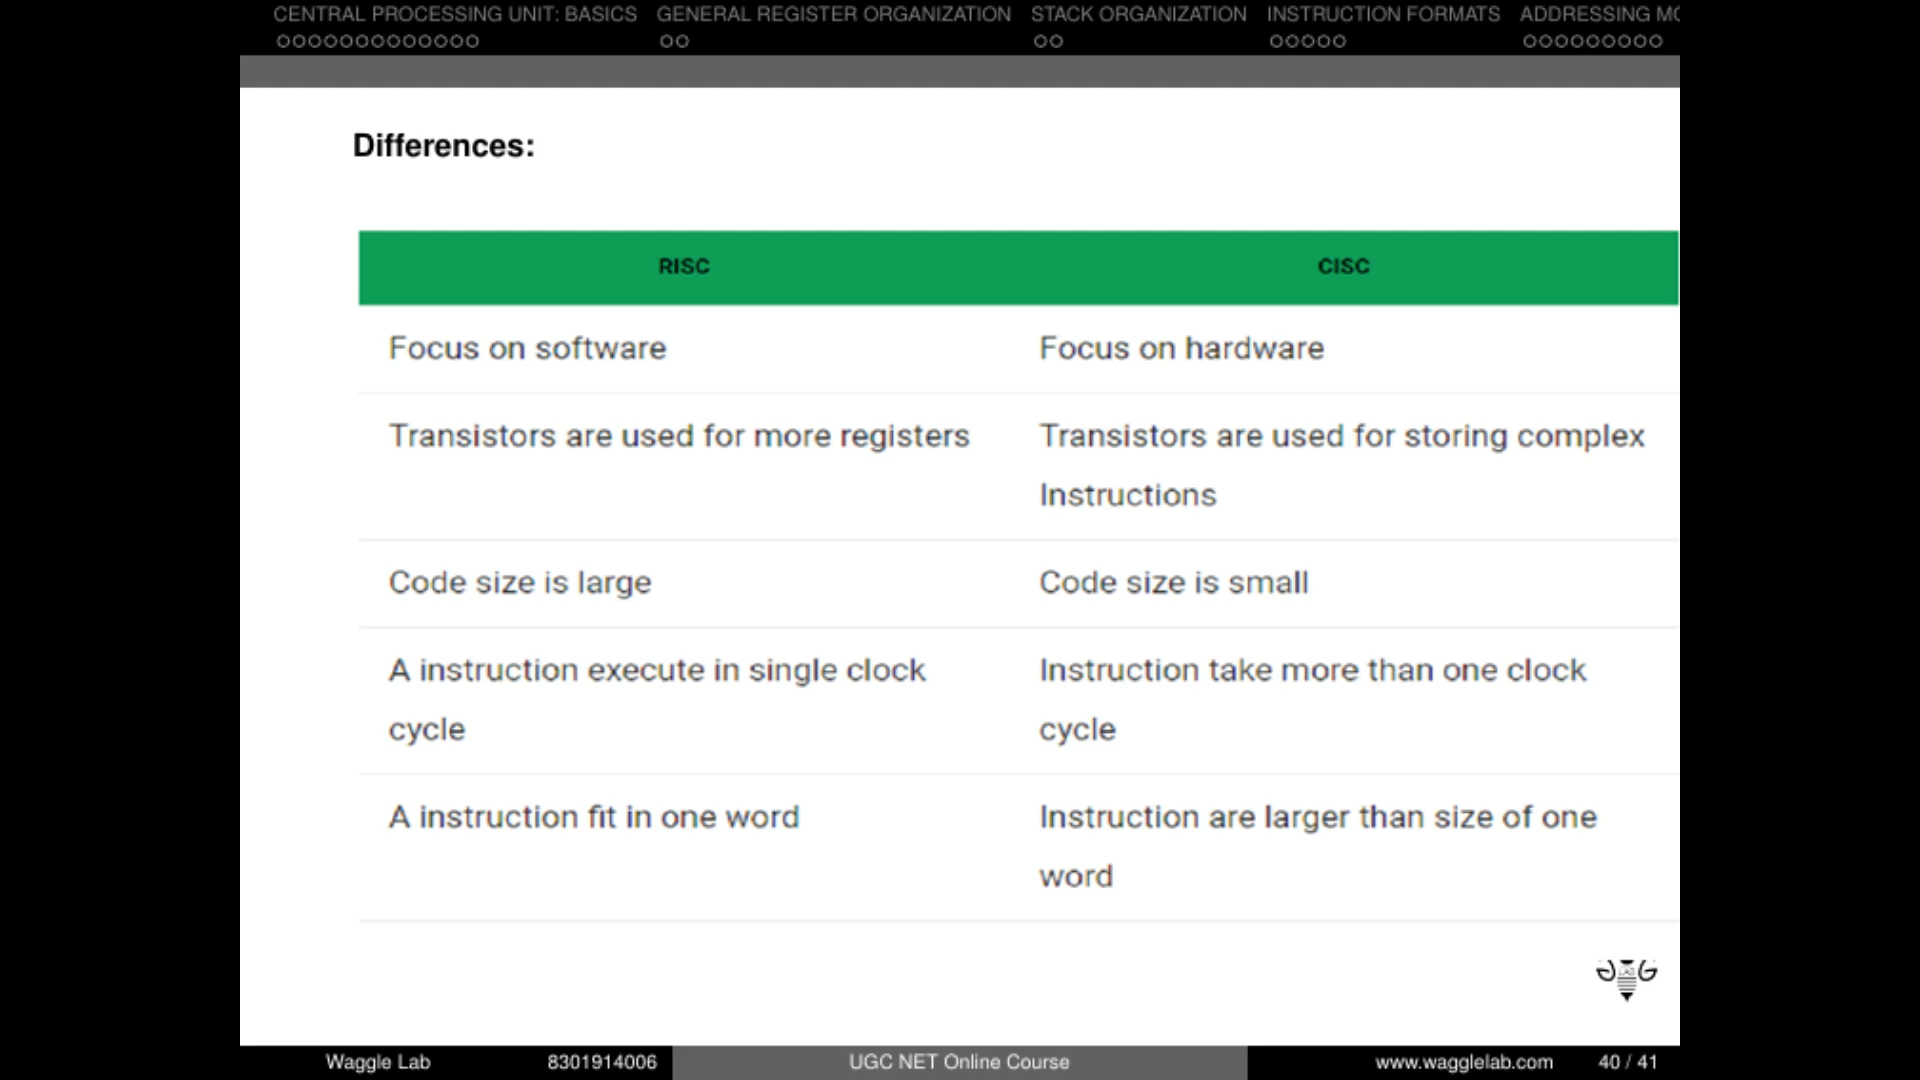 CENTRAL PROCESSING UNIT: BASICS GENERAL REGISTER ORGANIZATION STACK ORGANIZATION INSTRUCTION FORMATS ADDRESSING
Differences:
RISC CISC
Focus on software Focus on hardware
Transistors are used for more registers Transistors are used for storing complex
Instructions
Code size is large Code size is small
A instruction execute in single clock Instruction take more than one clock
cycle cycle
A instruction fit in one word Instruction are larger than size of one
word
Waggle Lab 8301914006 UGC NET Online Course www.wagglelab.com 40 / 41